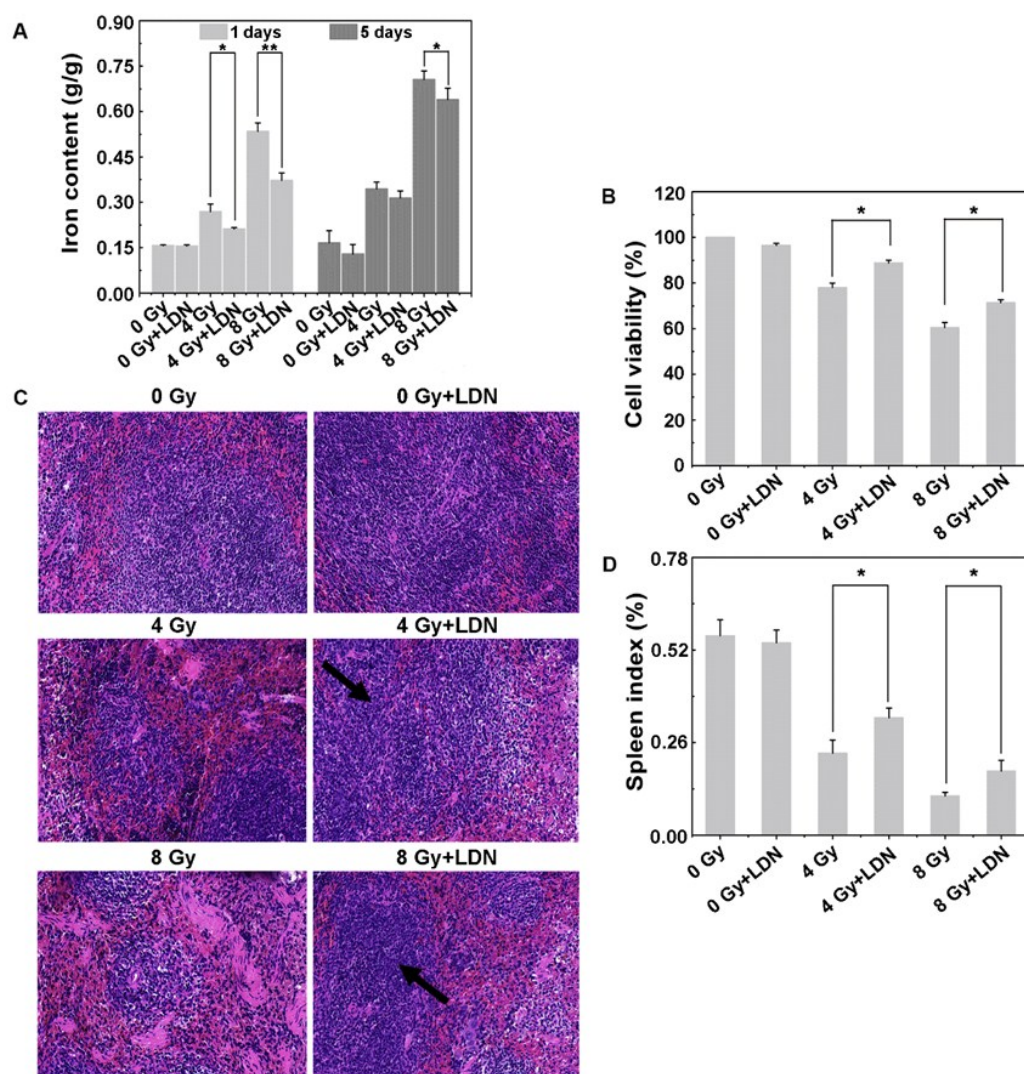 A
1 days
5 days
*
**
*
0.90
0.75
0.60
0.45
0.30
0.15
0.00
Iron content (g/g)
0 Gy
0 Gy+LDN
4 Gy
4 Gy+LDN
8 Gy
8 Gy+LDN
0 Gy
0 Gy+LDN
4 Gy
4 Gy+LDN
8 Gy
8 Gy+LDN
B
*
*
120
100
80
60
40
20
0
Cell viability (%)
0 Gy
0 Gy+LDN
4 Gy
4 Gy+LDN
8 Gy
8 Gy+LDN
C
0 Gy
0 Gy+LDN
4 Gy
4 Gy+LDN
8 Gy
8 Gy+LDN
D
*
*
0.78
0.52
0.26
0.00
Spleen index (%)
0 Gy
0 Gy+LDN
4 Gy
4 Gy+LDN
8 Gy
8 Gy+LDN